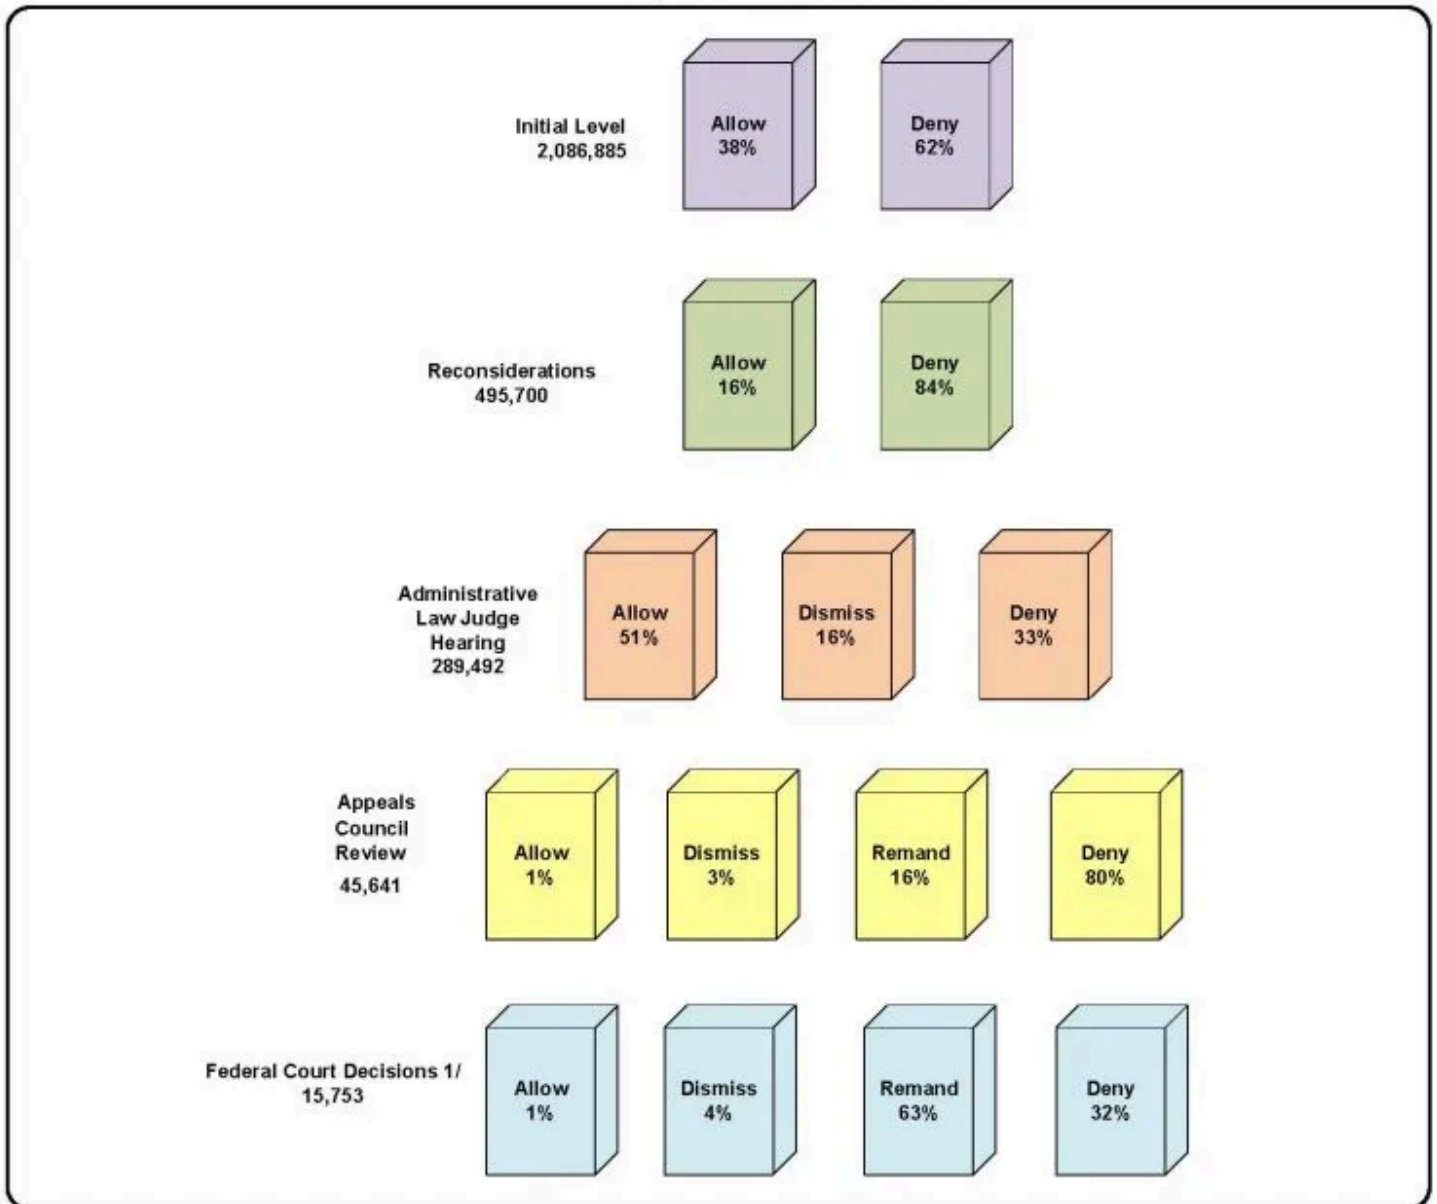 Initial Level
2,086,885
Allow
38%
Deny
62%
Reconsiderations
495,700
Allow
16%
Deny
84%
Administrative
Law Judge
Hearing
289,492
Allow
51%
Dismiss
16%
Deny
33%
Appeals
Council
Review
45,641
Allow
1%
Dismiss
3%
Remand
16%
Deny
80%
Federal Court Decisions 1/
15,753
Allow
1%
Dismiss
4%
Remand
63%
Deny
32%